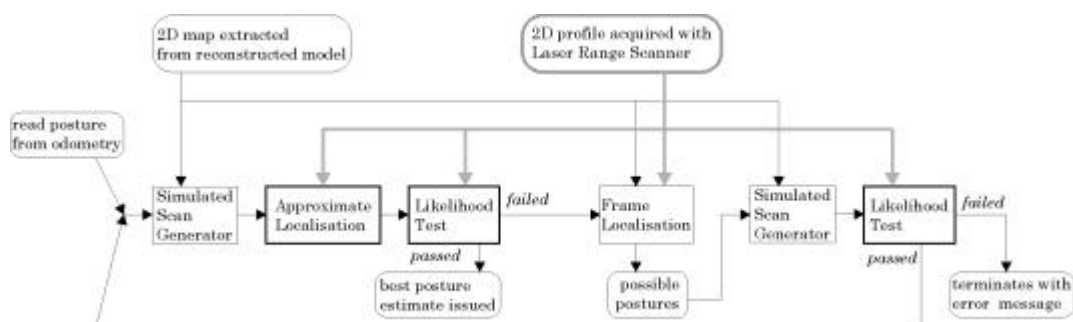 2D map extracted
from reconstructed model
2D profile acquired with
Laser Range Scanner
read posture
from odometry
Simulated
Scan
Generator
Approximate
Localisation
Likelihood
Test
failed
passed
best posture
estimate issued
Frame
Localisation
possible
postures
Simulated
Scan
Generator
Likelihood
Test
failed
passed
terminates with
error message